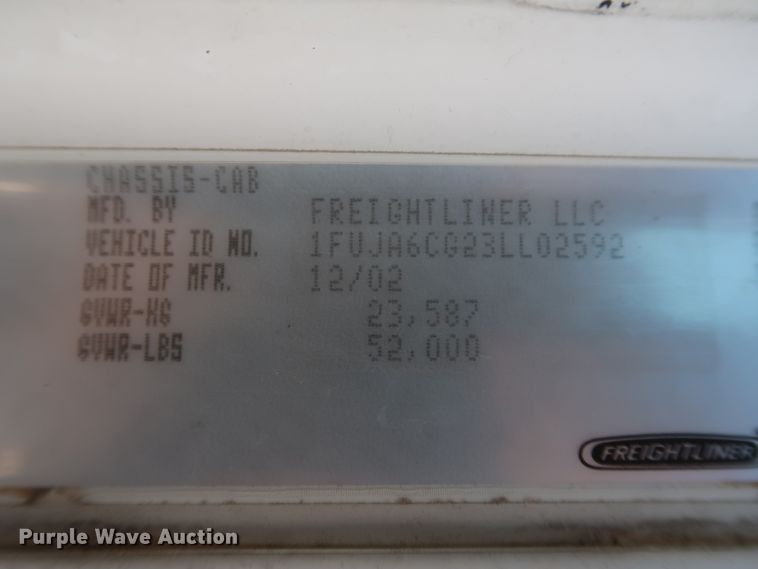 CHASSIS-CAB
MFD. BY FREIGHTLINER LLC
VEHICLE ID NO. 1FUJA6CG23LL02592
DATE OF MFR. 12/02
GVWR-KG 23,587
GVWR-LBS 52,000
FREIGHTLINER
Purple Wave Auction